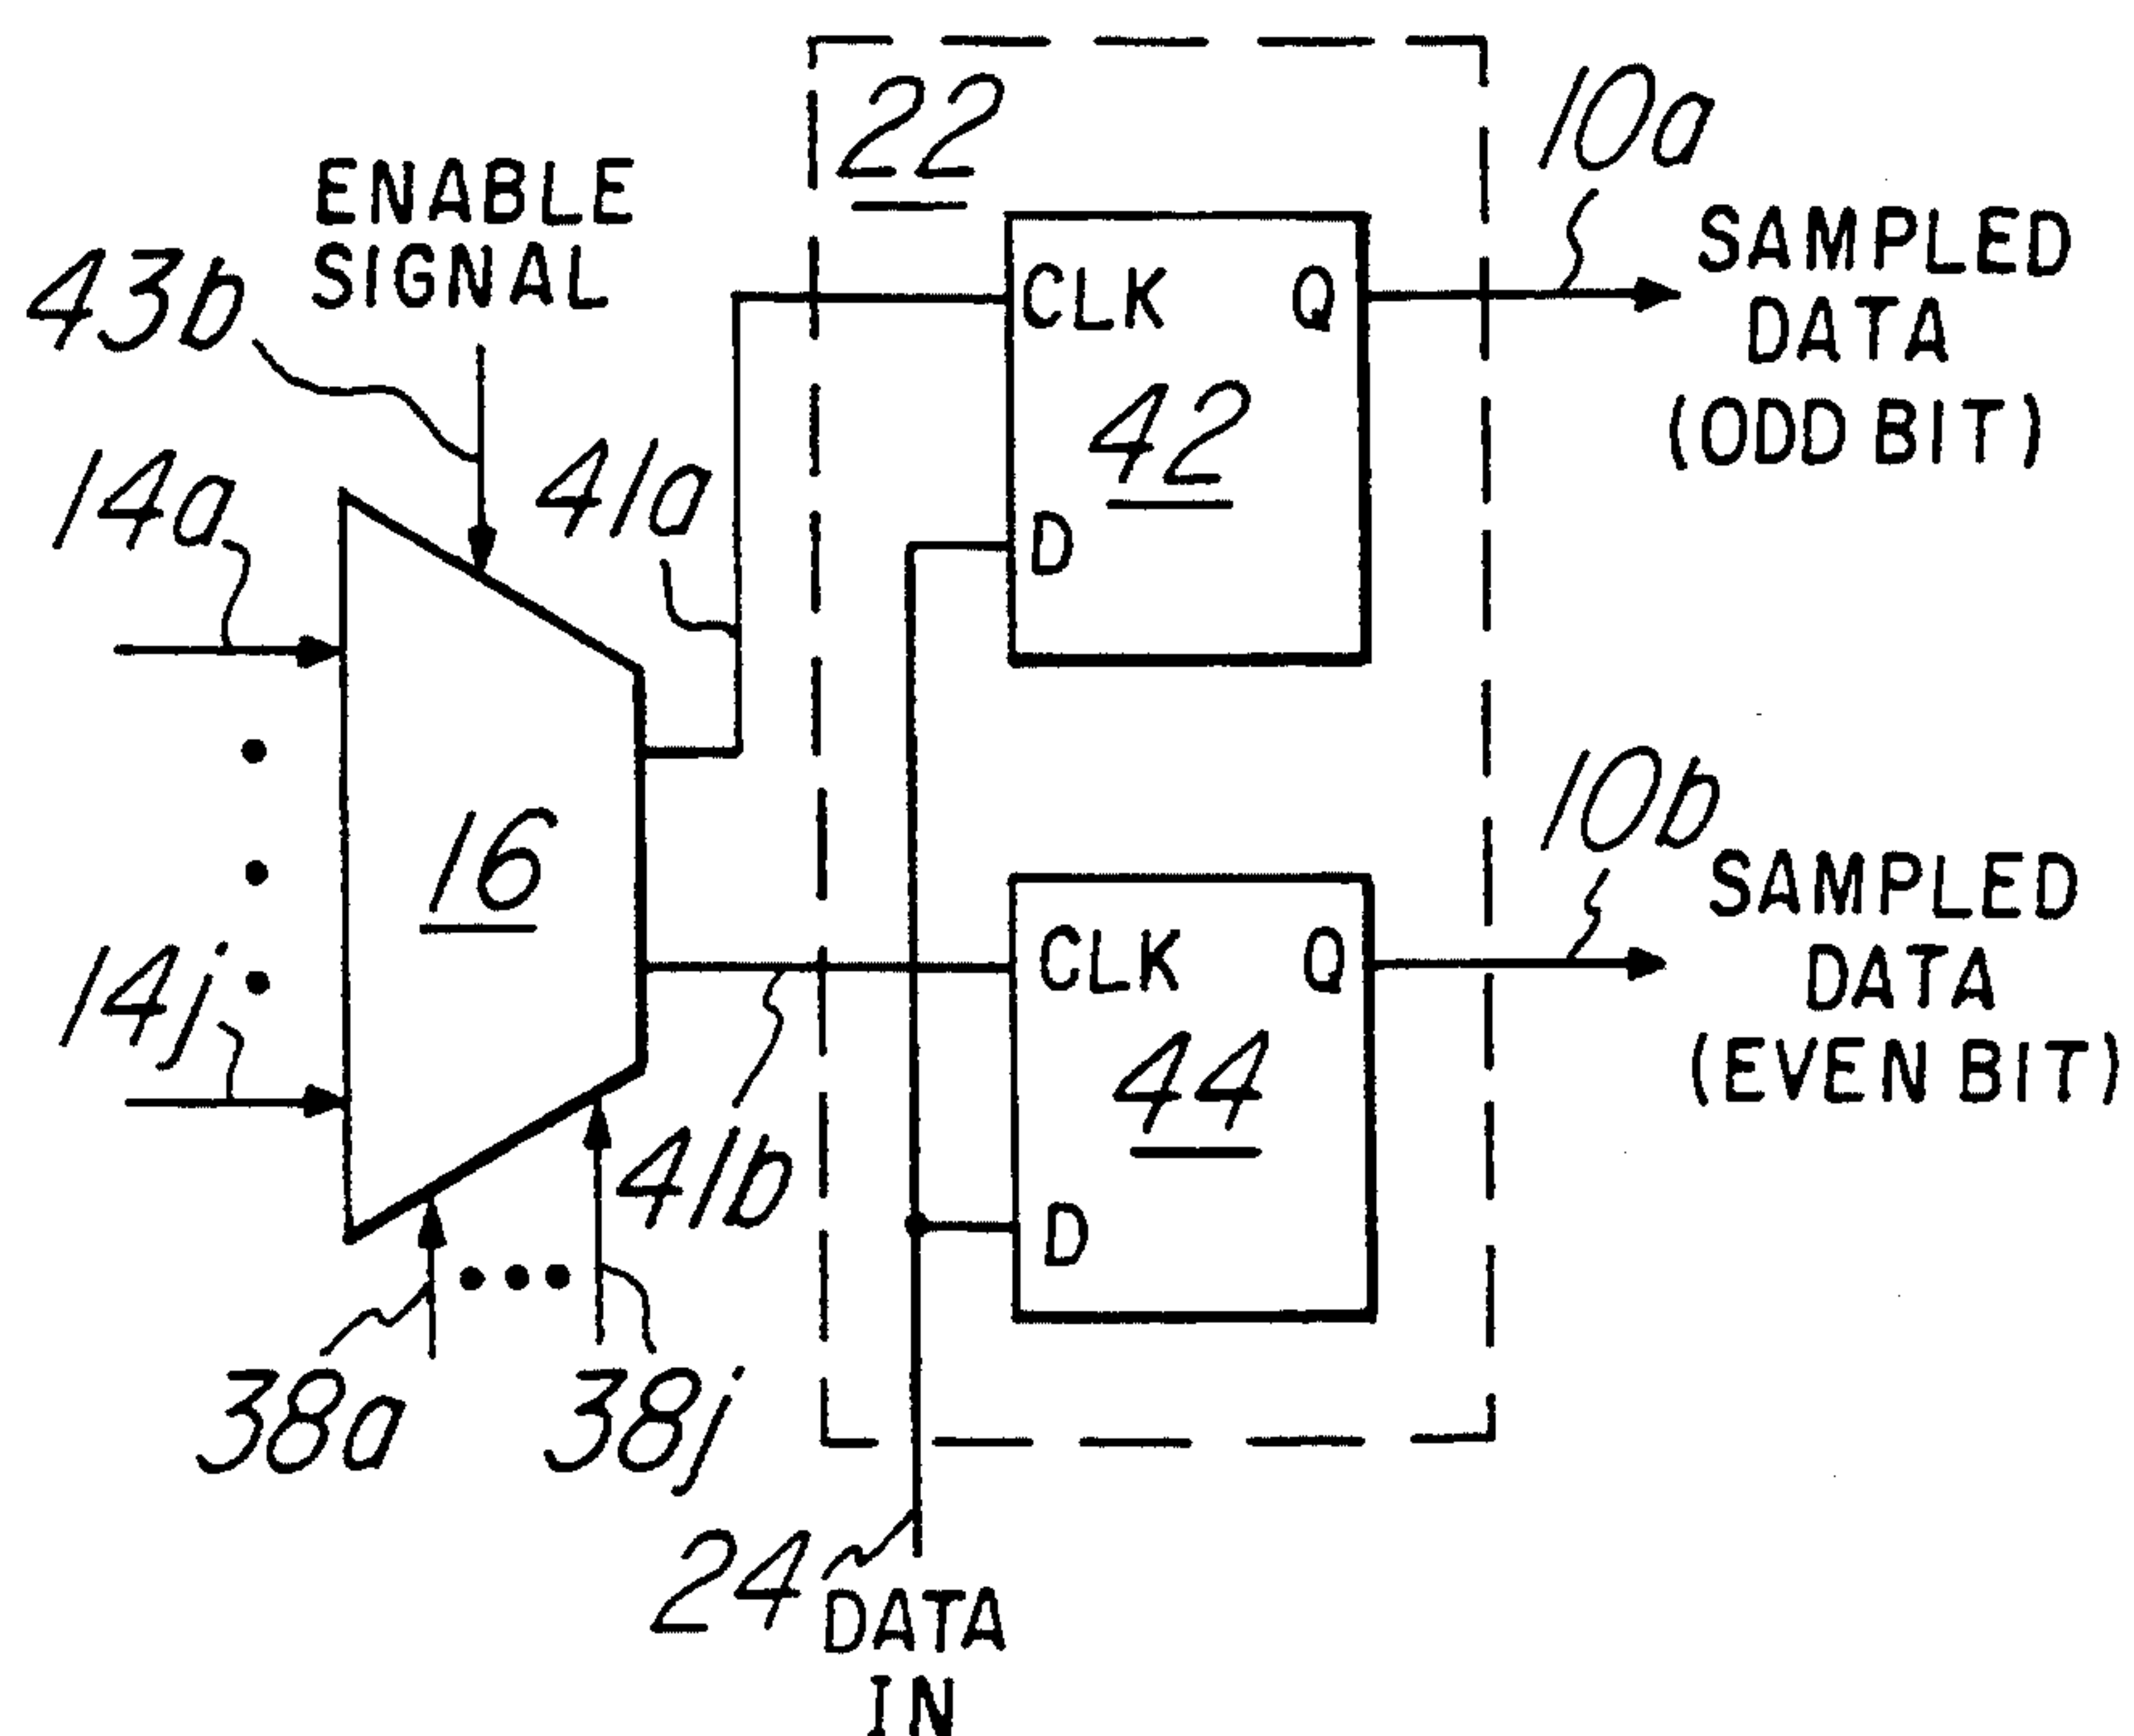 22
10a
ENABLE
SIGNAL
43b
SAMPLED
DATA
(ODD BIT)
CLK
Q
42
D
14a
41a
16
14j
10b
SAMPLED
DATA
(EVEN BIT)
CLK
Q
44
D
41b
38a
38j
24
DATA
IN